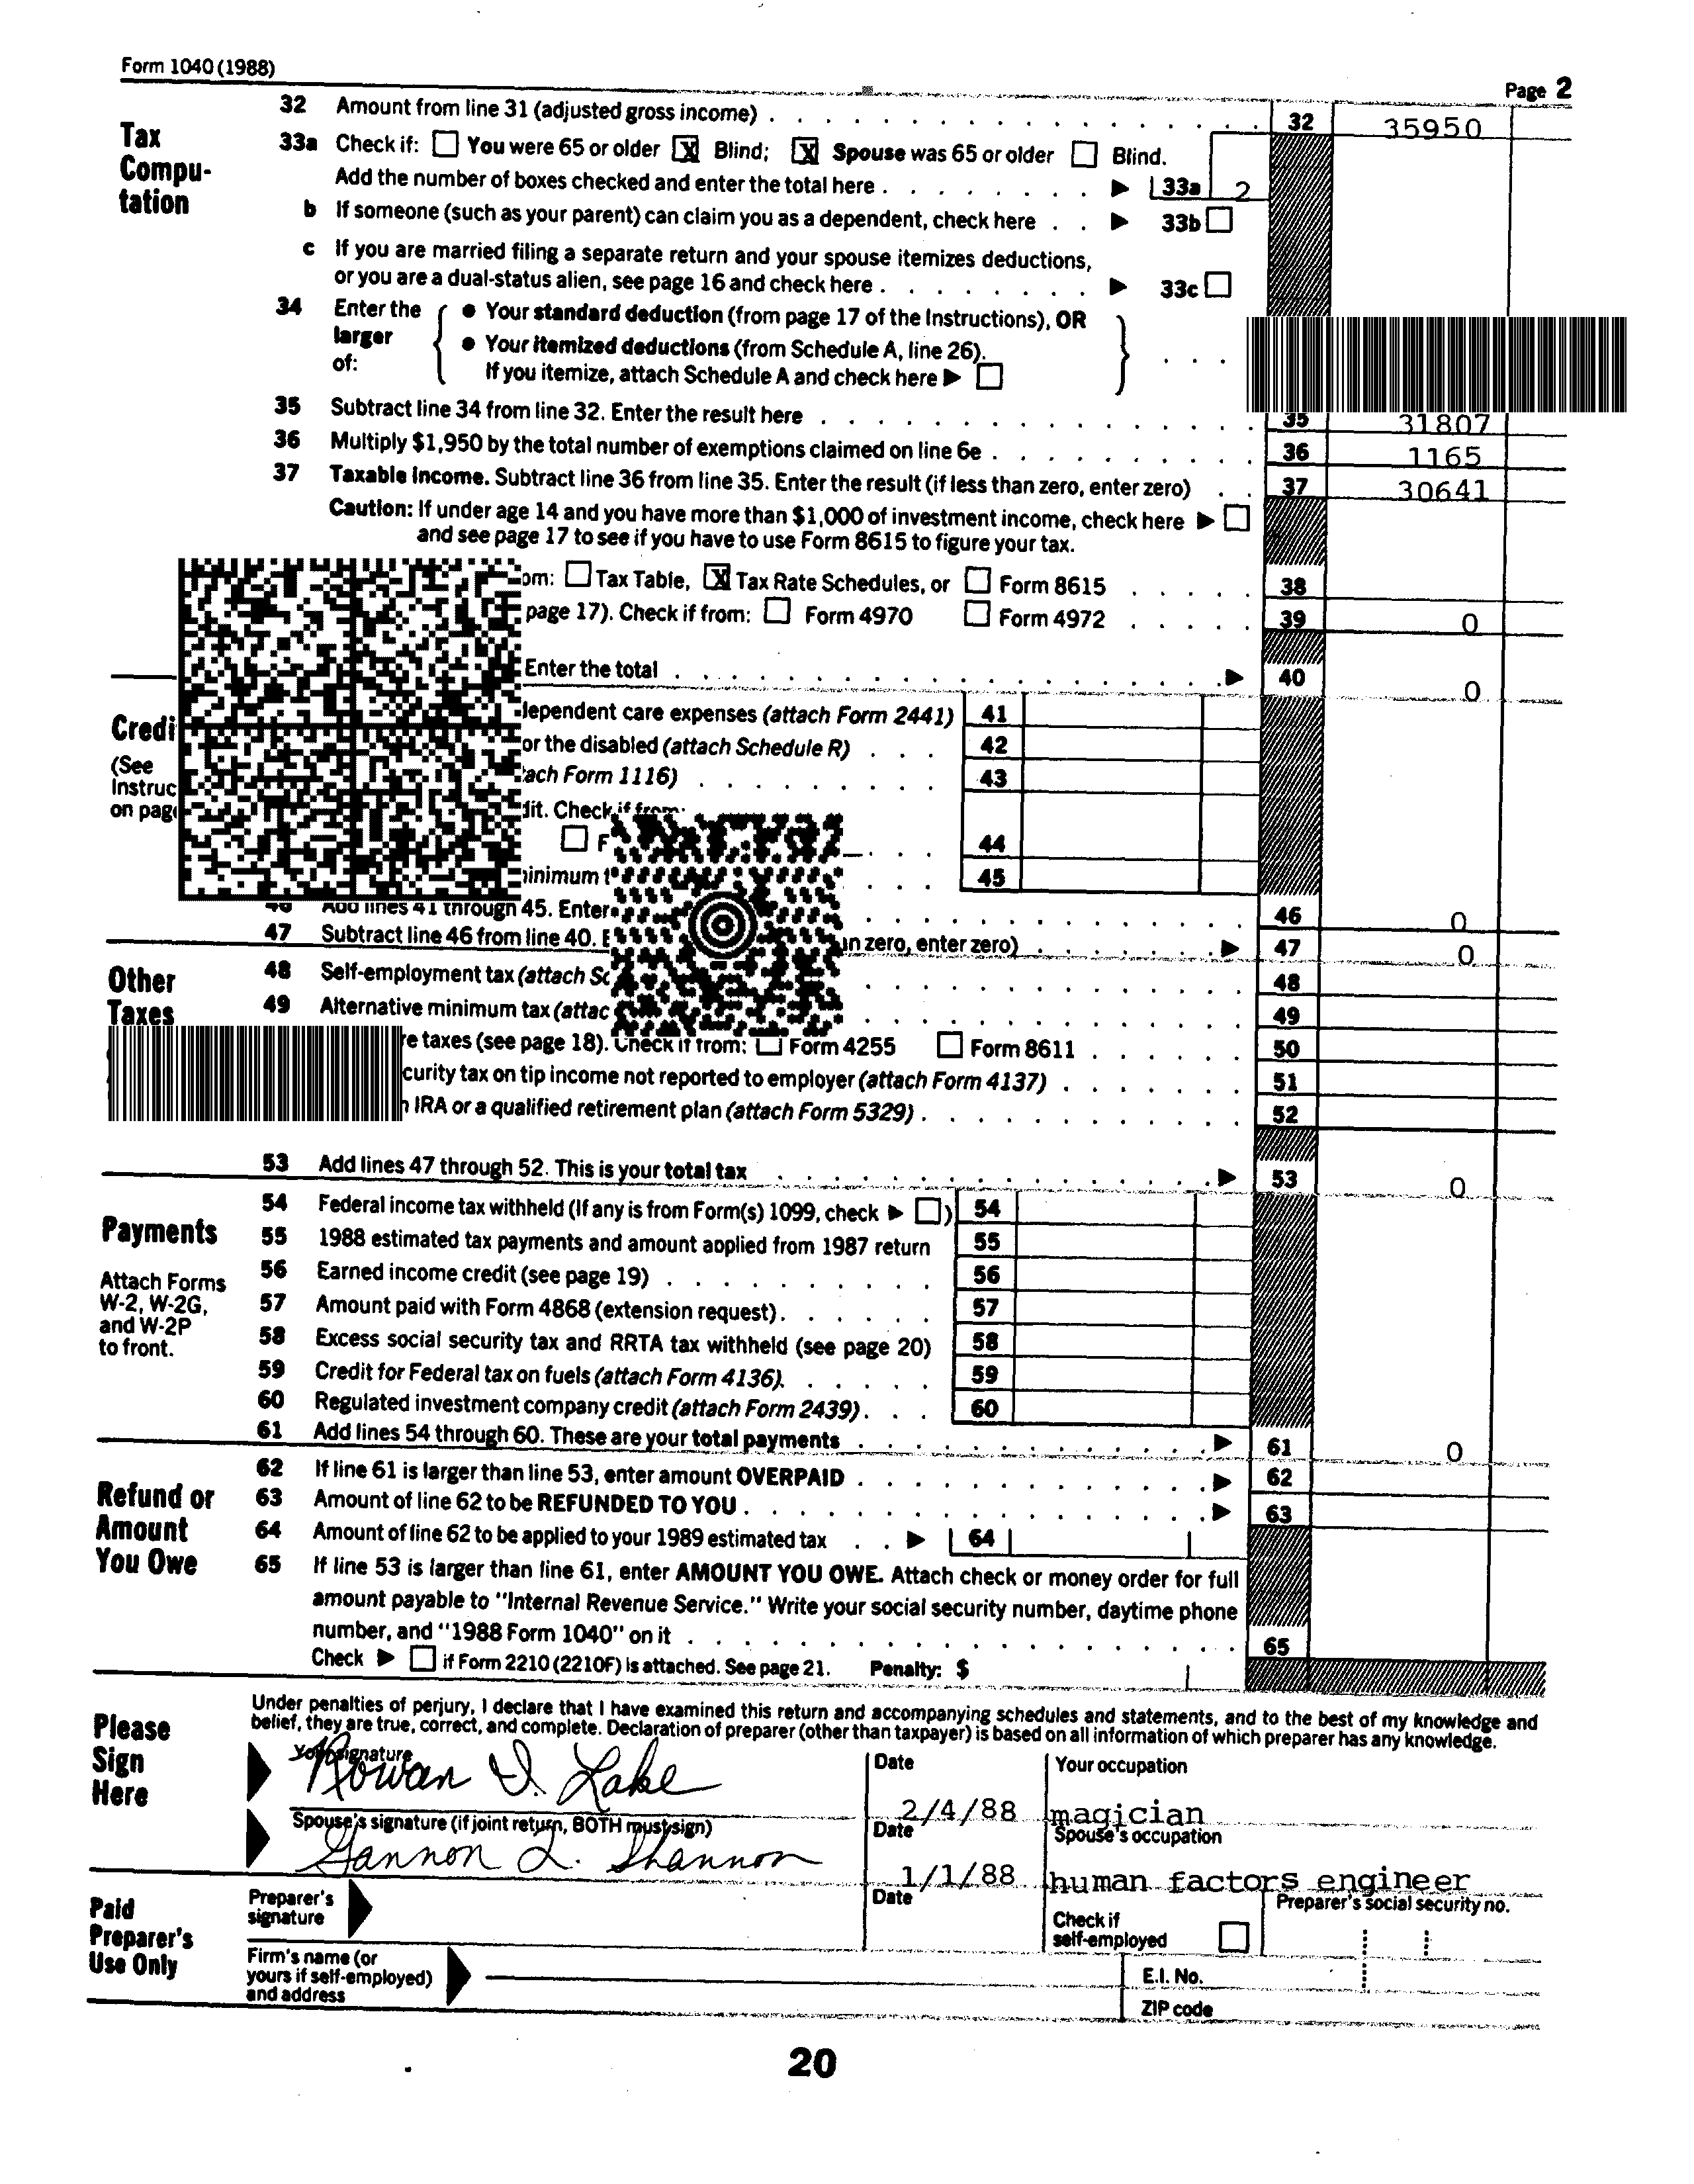 Form 1040 (1988)
Page 2
Tax Compu-tation
32 Amount from line 31 (adjusted gross income) 32 35950
33a Check if: You were 65 or older X Blind; X Spouse was 65 or older Blind.
Add the number of boxes checked and enter the total here 33a 2
b If someone (such as your parent) can claim you as a dependent, check here 33b
c If you are married filing a separate return and your spouse itemizes deductions,
or you are a dual-status alien, see page 16 and check here 33c
34 Enter the larger of: • Your standard deduction (from page 17 of the Instructions), OR
• Your itemized deductions (from Schedule A, line 26).
If you itemize, attach Schedule A and check here
35 Subtract line 34 from line 32. Enter the result here 35 31807
36 Multiply $1,950 by the total number of exemptions claimed on line 6e 36 1165
37 Taxable income. Subtract line 36 from line 35. Enter the result (if less than zero, enter zero) 37 30641
Caution: If under age 14 and you have more than $1,000 of investment income, check here
and see page 17 to see if you have to use Form 8615 to figure your tax.
Tax Table, X Tax Rate Schedules, or Form 8615 38
page 17). Check if from: Form 4970 Form 4972 39 0
Enter the total 40 0
Credi
(See
Instruc
on pag
dependent care expenses (attach Form 2441) 41
or the disabled (attach Schedule R) 42
Form 1116) 43
Check if from:
F 44
45
46 Add lines 41 through 45. Enter 46 0
47 Subtract line 46 from line 40. zero, enter zero) 47 0
Other Taxes
48 Self-employment tax (attach 48
49 Alternative minimum tax (attac 49
taxes (see page 18). Check if from: Form 4255 Form 8611 50
curity tax on tip income not reported to employer (attach Form 4137) 51
IRA or a qualified retirement plan (attach Form 5329) 52
53 Add lines 47 through 52. This is your total tax 53 0
Payments
Attach Forms W-2, W-2G, and W-2P to front.
54 Federal income tax withheld (If any is from Form(s) 1099, check ) 54
55 1988 estimated tax payments and amount applied from 1987 return 55
56 Earned income credit (see page 19) 56
57 Amount paid with Form 4868 (extension request) 57
58 Excess social security tax and RRTA tax withheld (see page 20) 58
59 Credit for Federal tax on fuels (attach Form 4136) 59
60 Regulated investment company credit (attach Form 2439) 60
61 Add lines 54 through 60. These are your total payments 61 0
Refund or Amount You Owe
62 If line 61 is larger than line 53, enter amount OVERPAID 62
63 Amount of line 62 to be REFUNDED TO YOU 63
64 Amount of line 62 to be applied to your 1989 estimated tax 64
65 If line 53 is larger than line 61, enter AMOUNT YOU OWE. Attach check or money order for full
amount payable to "Internal Revenue Service." Write your social security number, daytime phone
number, and "1988 Form 1040" on it 65
Check if Form 2210 (2210F) is attached. See page 21. Penalty: $
Please Sign Here
Under penalties of perjury, I declare that I have examined this return and accompanying schedules and statements, and to the best of my knowledge and
belief, they are true, correct, and complete. Declaration of preparer (other than taxpayer) is based on all information of which preparer has any knowledge.
Your signature Date Your occupation
Rowan I. Lake 2/4/88 magician
Spouse's signature (if joint return, BOTH must sign) Date Spouse's occupation
Gannon L. Shannon 1/1/88 human factors engineer
Paid Preparer's Use Only
Preparer's signature Date Check if self-employed Preparer's social security no.
Firm's name (or yours if self-employed) and address
E.I. No.
ZIP code
20